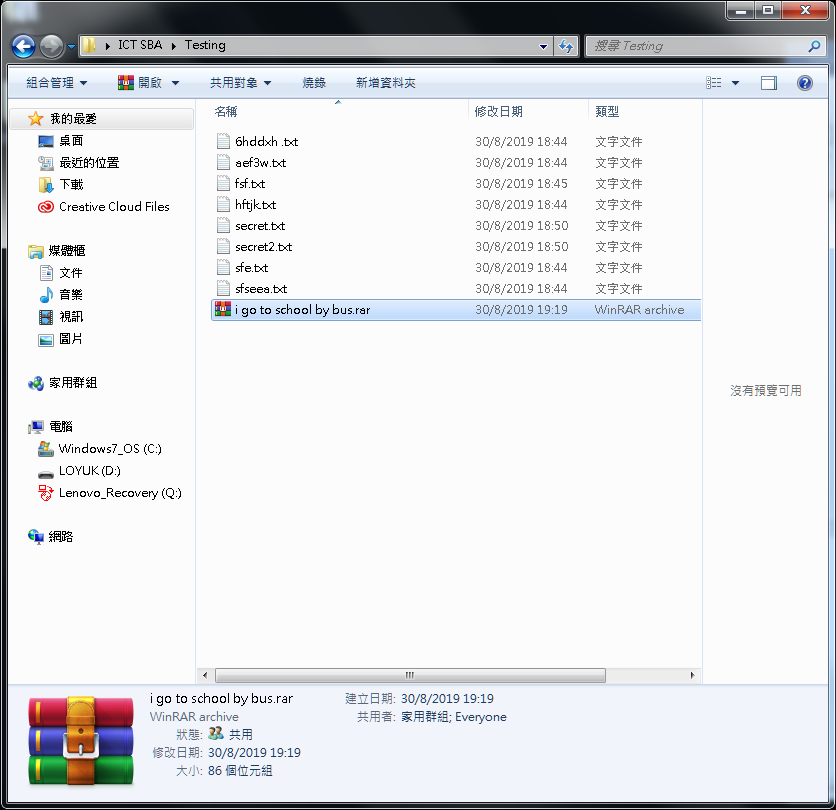 ICT SBA Testing
搜尋 Testing
組合管理 開啟 共用對象 燒錄 新增資料夾
我的最愛
桌面
最近的位置
下載
Creative Cloud Files
媒體櫃
文件
音樂
視訊
圖片
家用群組
電腦
Windows7_OS (C:)
LOYUK (D:)
Lenovo_Recovery (Q:)
網路
名稱 修改日期 類型
6hddxh .txt 30/8/2019 18:44 文字文件
aef3w.txt 30/8/2019 18:44 文字文件
fsf.txt 30/8/2019 18:45 文字文件
hftjk.txt 30/8/2019 18:44 文字文件
secret.txt 30/8/2019 18:50 文字文件
secret2.txt 30/8/2019 18:50 文字文件
sfe.txt 30/8/2019 18:44 文字文件
sfseea.txt 30/8/2019 18:44 文字文件
i go to school by bus.rar 30/8/2019 19:19 WinRAR archive
沒有預覽可用
i go to school by bus.rar 建立日期: 30/8/2019 19:19
WinRAR archive 共用者: 家用群組; Everyone
狀態: 共用
修改日期: 30/8/2019 19:19
大小: 86 個位元組